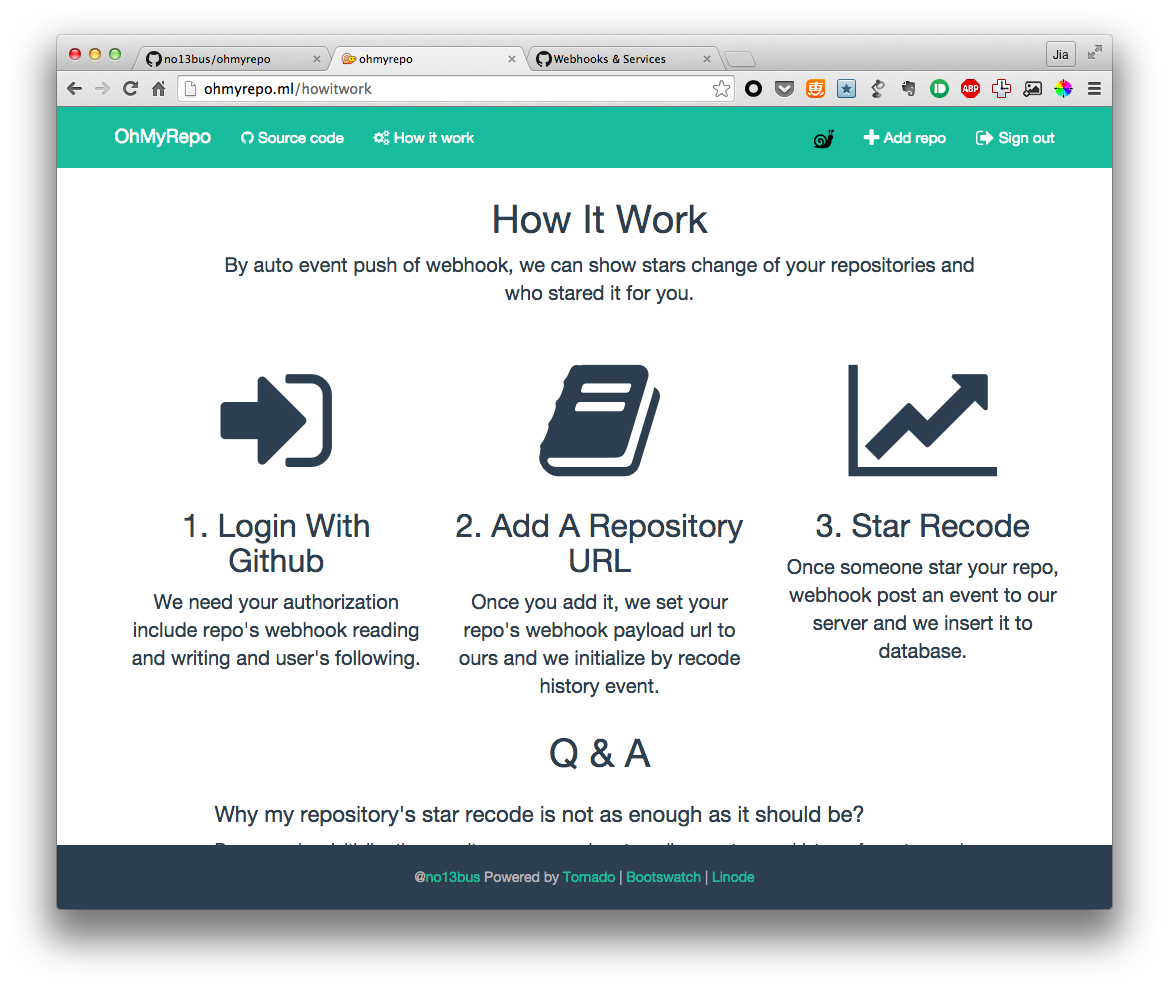 no13bus/ohmyrepo
ohmyrepo
Webhooks & Services
Jia
ohmyrepo.ml/howitwork
ABP
OhMyRepo
Source code
How it work
Add repo
Sign out
How It Work
By auto event push of webhook, we can show stars change of your repositories and
who stared it for you.
1. Login With
Github
We need your authorization
include repo's webhook reading
and writing and user's following.
2. Add A Repository
URL
Once you add it, we set your
repo's webhook payload url to
ours and we initialize by recode
history event.
3. Star Recode
Once someone star your repo,
webhook post an event to our
server and we insert it to
database.
Q & A
Why my repository's star recode is not as enough as it should be?
@no13bus Powered by Tornado | Bootswatch | Linode